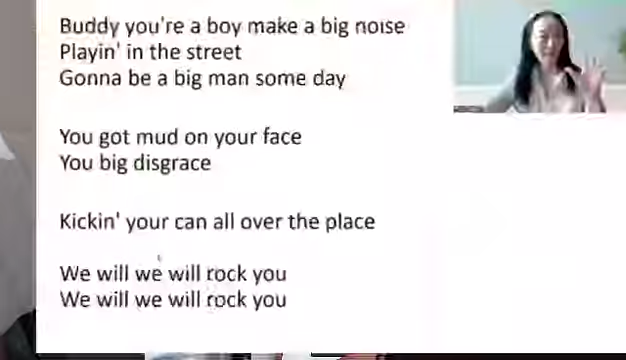 Buddy you're a boy make a big noise
Playin' in the street
Gonna be a big man some day
You got mud on your face
You big disgrace
Kickin' your can all over the place
We will we will rock you
We will we will rock you